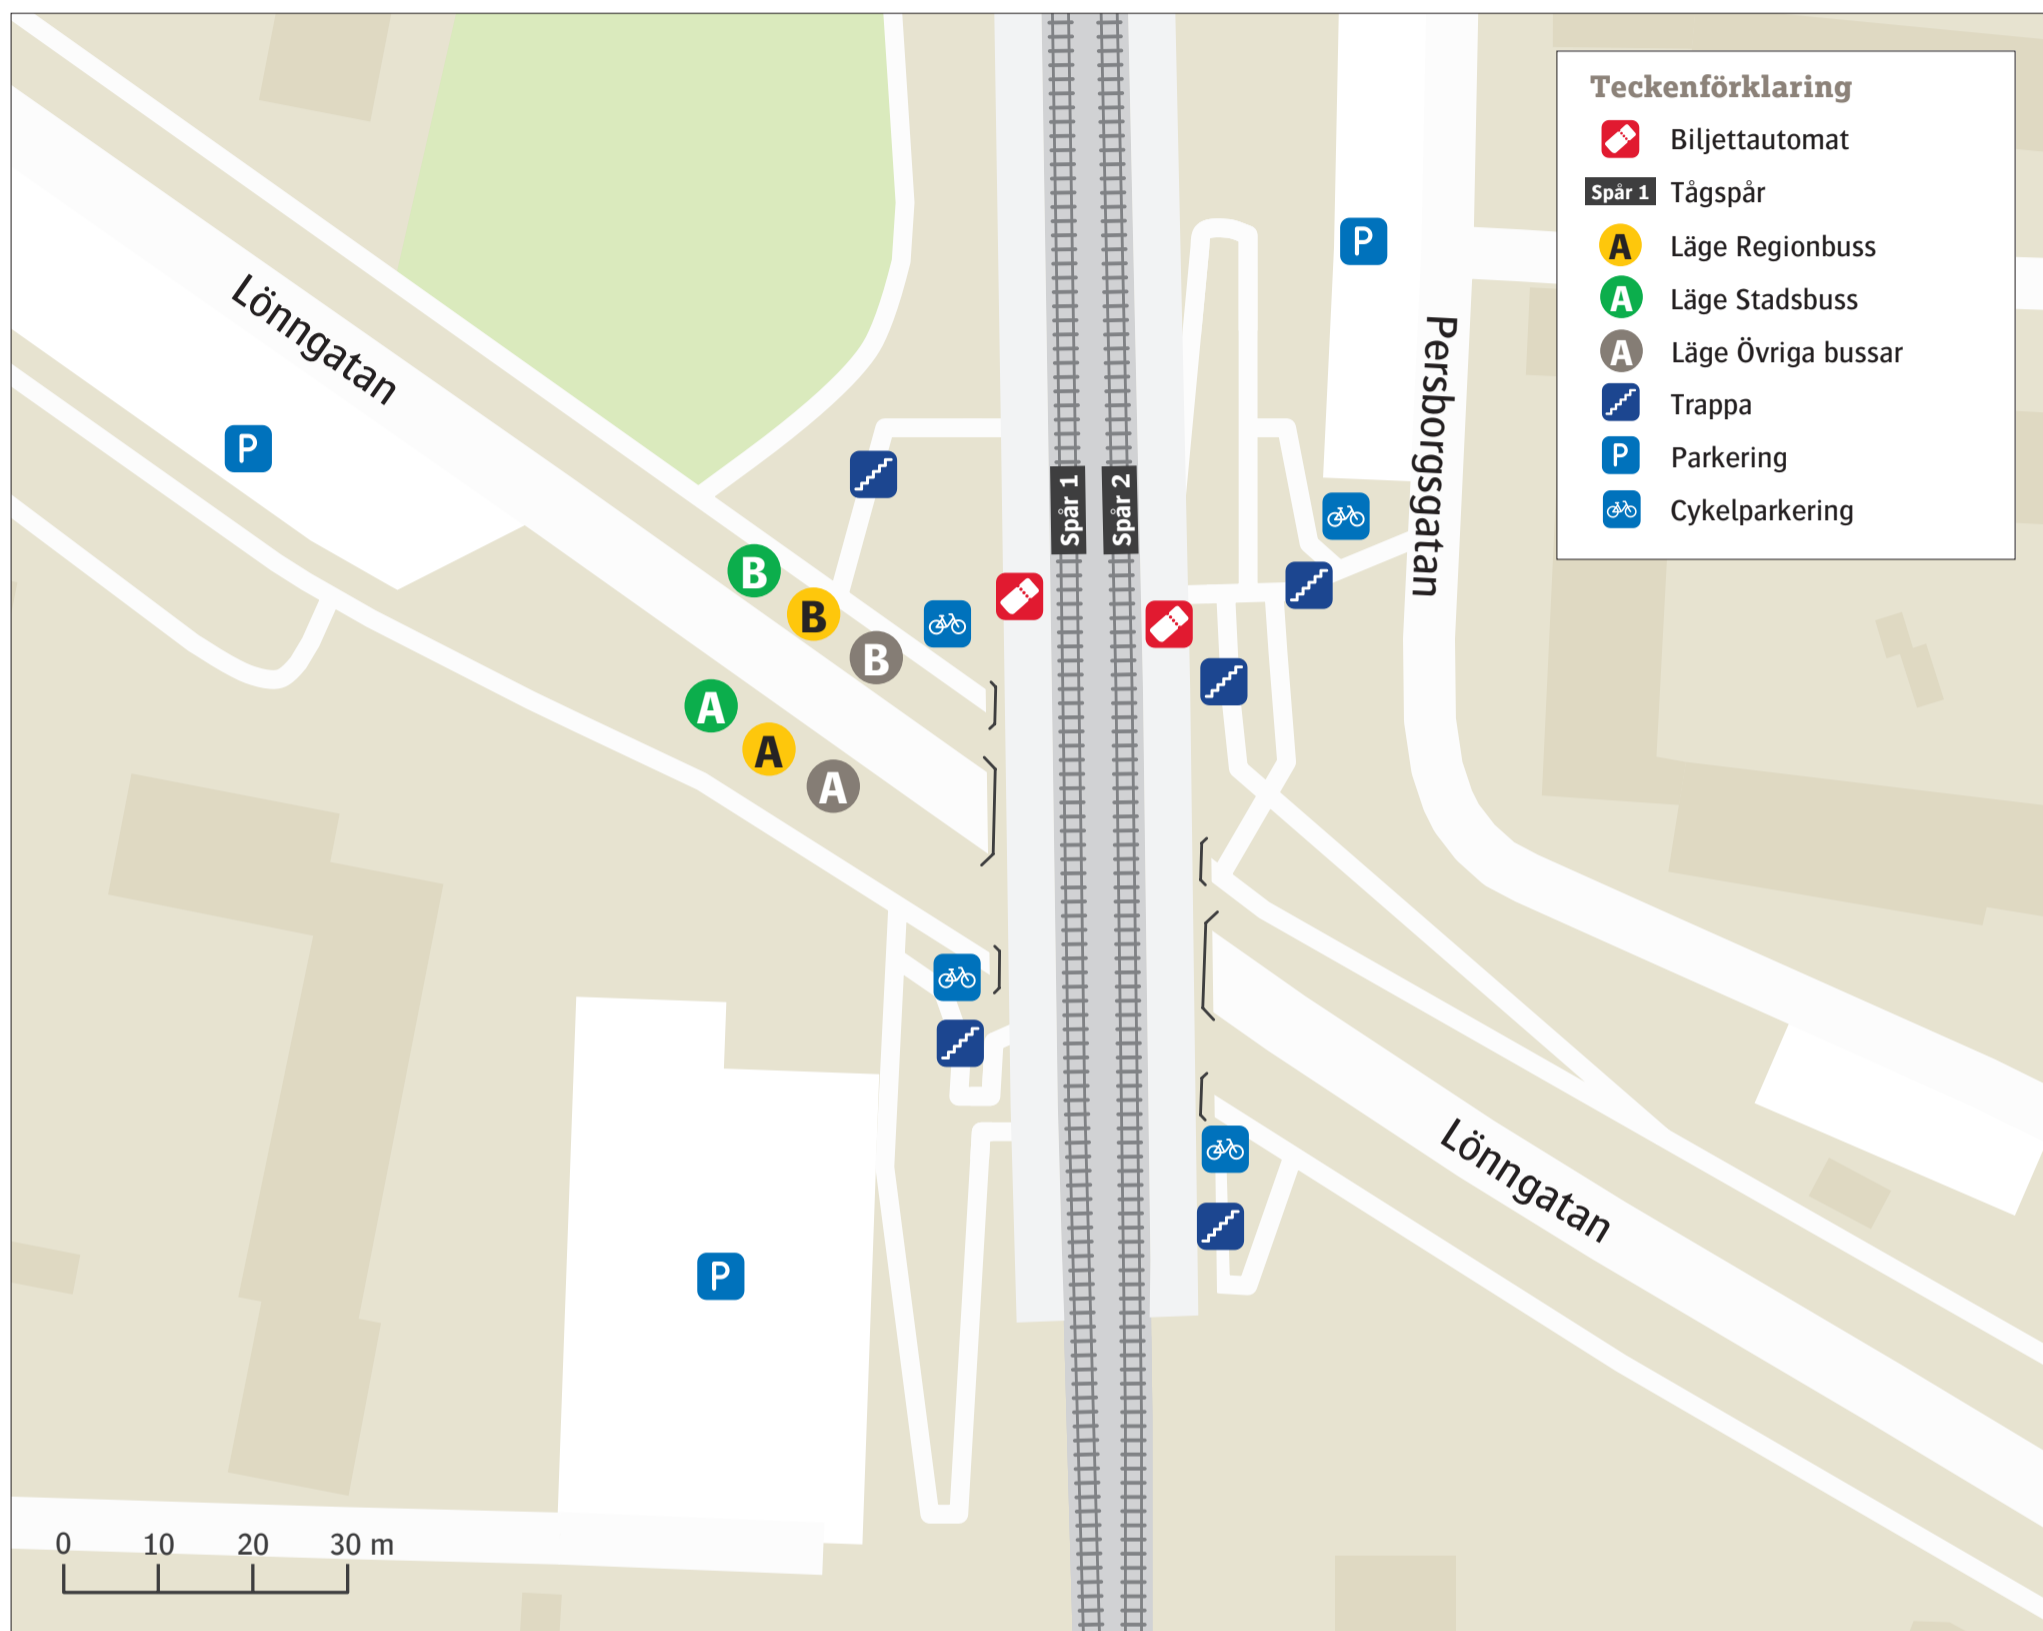 Teckenförklaring
Biljettautomat
Spår 1 Tågspår
A Läge Regionbuss
A Läge Stadsbuss
A Läge Övriga bussar
Trappa
P Parkering
Cykelparkering
P
Lönngatan
Persborgsgatan
P
Spår 1
Spår 2
B
B
B
A
A
A
Lönngatan
P
0 10 20 30 m